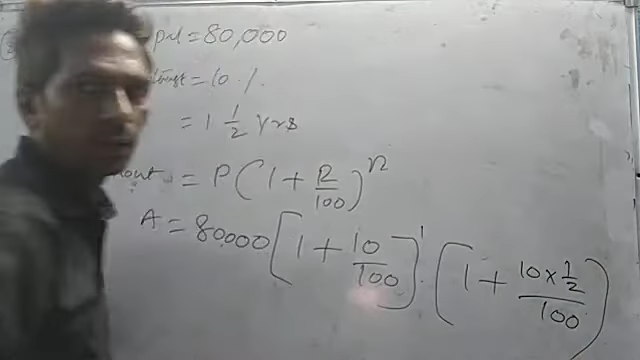 = 80,000
= 10 %.
= 1 1/2 yrs
= P(1 + R/100)^n
A = 80,000 [1 + 10/100]^1 (1 + 10 × 1/2 / 100)